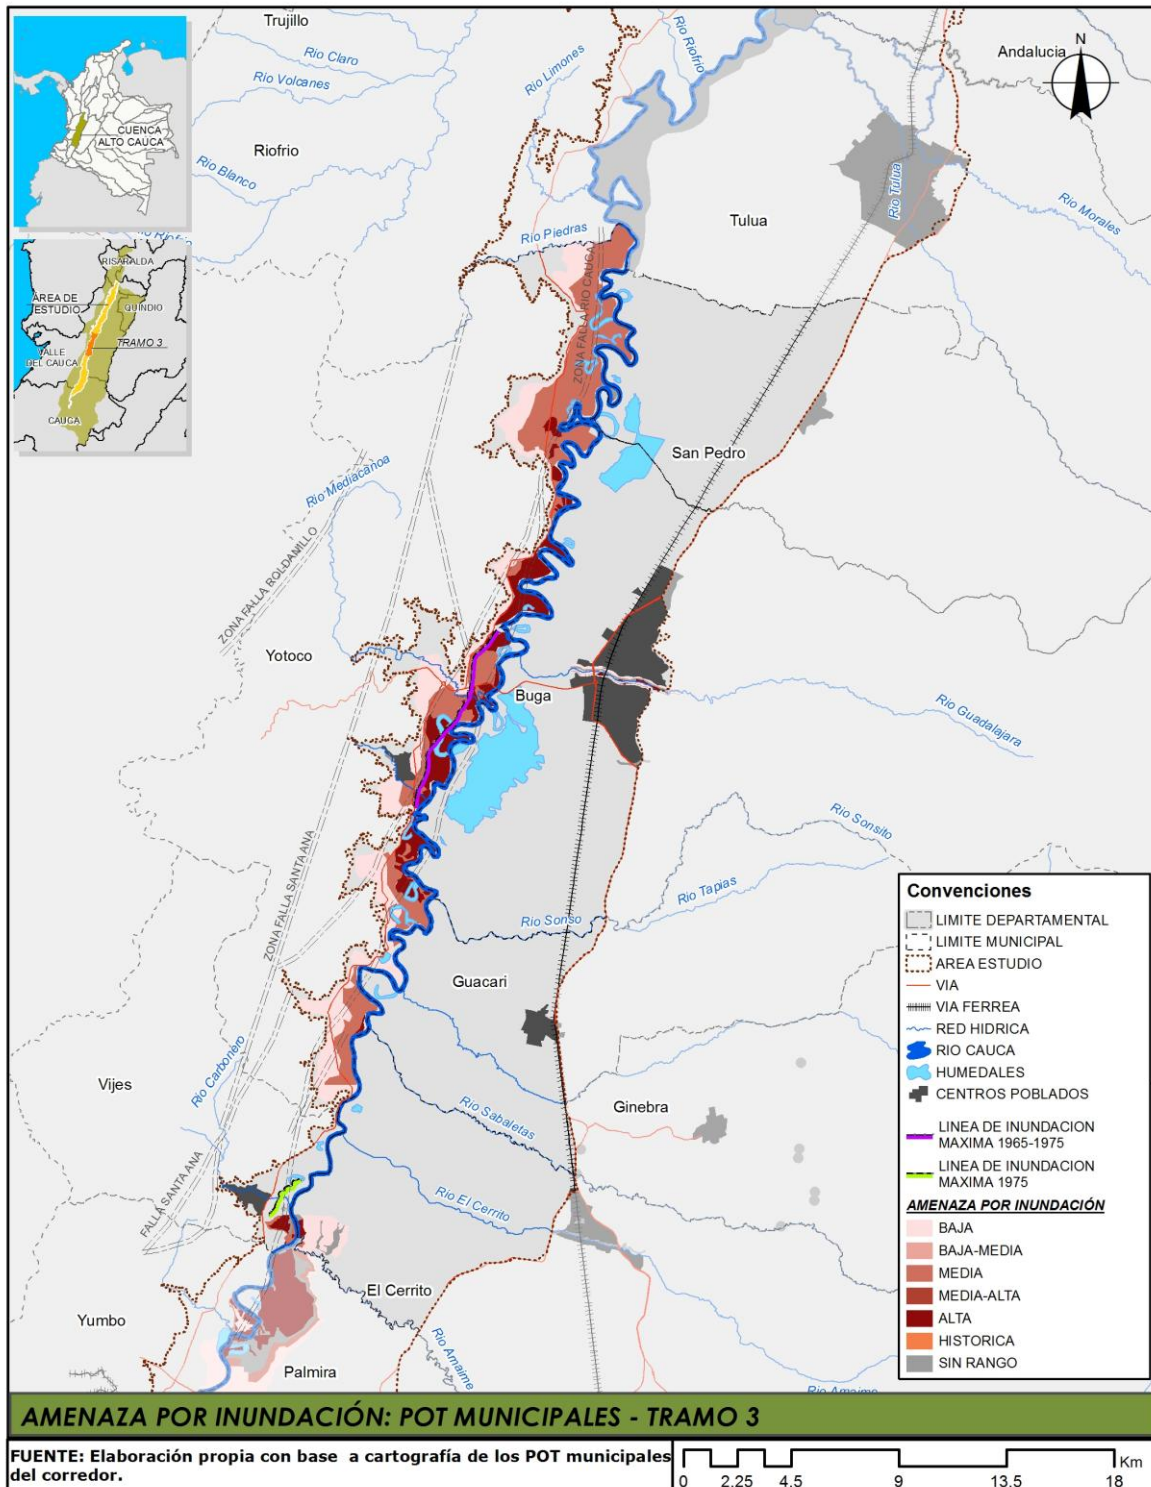 Trujillo
Rio Claro
Rio Volcanes
Rio Limones
Rio Riofrio
Andalucia
N
CUENCA
ALTO CAUCA
Riofrio
Rio Blanco
Rio Tulua
Rio Morales
Tulua
Rio Piedras
RISARALDA
ÁREA DE
ESTUDIO
QUINDIO
TRAMO 3
VALLE
DEL CAUCA
CAUCA
ZONA FALLA RIO CAUCA
San Pedro
Rio Mediacanoa
ZONA FALLA ROLDANILLO
Yotoco
Buga
Rio Guadalajara
ZONA FALLA SANTA ANA
Rio Sonsito
Rio Tapias
Rio Sonso
Guacari
Rio Carbonero
Vijes
Ginebra
Rio Sabaletas
FALLA SANTA ANA
Rio El Cerrito
El Cerrito
Yumbo
Rio Amaime
Palmira
Rio Amaime
Convenciones
LIMITE DEPARTAMENTAL
LIMITE MUNICIPAL
AREA ESTUDIO
VIA
VIA FERREA
RED HIDRICA
RIO CAUCA
HUMEDALES
CENTROS POBLADOS
LINEA DE INUNDACION
MAXIMA 1965-1975
LINEA DE INUNDACION
MAXIMA 1975
AMENAZA POR INUNDACIÓN
BAJA
BAJA-MEDIA
MEDIA
MEDIA-ALTA
ALTA
HISTORICA
SIN RANGO
AMENAZA POR INUNDACIÓN: POT MUNICIPALES - TRAMO 3
FUENTE: Elaboración propia con base a cartografía de los POT municipales
del corredor.
Km
0 2.25 4.5 9 13.5 18